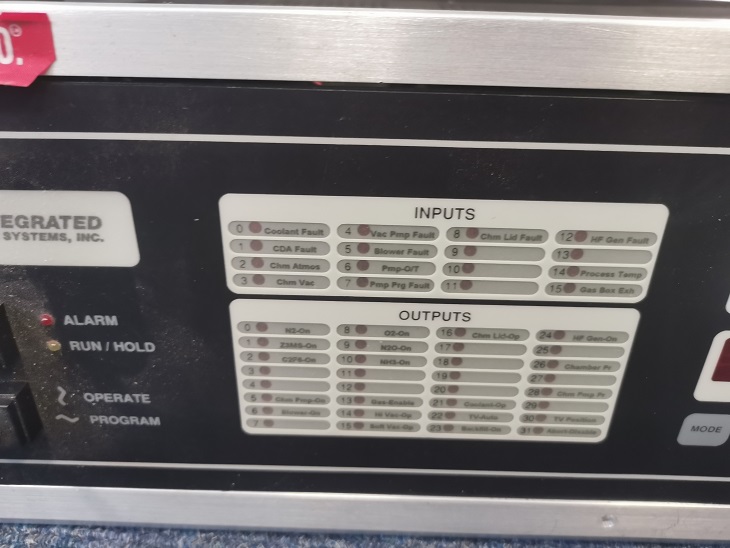 0.
EGRATED
SYSTEMS, INC.
ALARM
RUN / HOLD
OPERATE
PROGRAM
INPUTS
0 Coolant Fault
1 CDA Fault
2 Chm Atmos
3 Chm Vac
4 Vac Pmp Fault
5 Blower Fault
6 Pmp-O/T
7 Pmp Prg Fault
8 Chm Lid Fault
9
10
11
12 HF Gen Fault
13
14 Process Temp
15 Gas Box Exh
OUTPUTS
0 N2-On
1 Z3MS-On
2 C2F6-On
3
4
5 Chm Pmp-On
6 Blower-On
7
8 O2-On
9 N2O-On
10 NH3-On
11
12
13 Gas-Enable
14 Hi Vac-Op
15 Soft Vac-Op
16 Chm Lid-Op
17
18
19
20
21 Coolant-Op
22 TV-Auto
23 Backfill-On
24 HF Gen-On
25
26 Chamber Pr
27
28 Chm Pmp Pr
29
30 TV Position
31
MODE